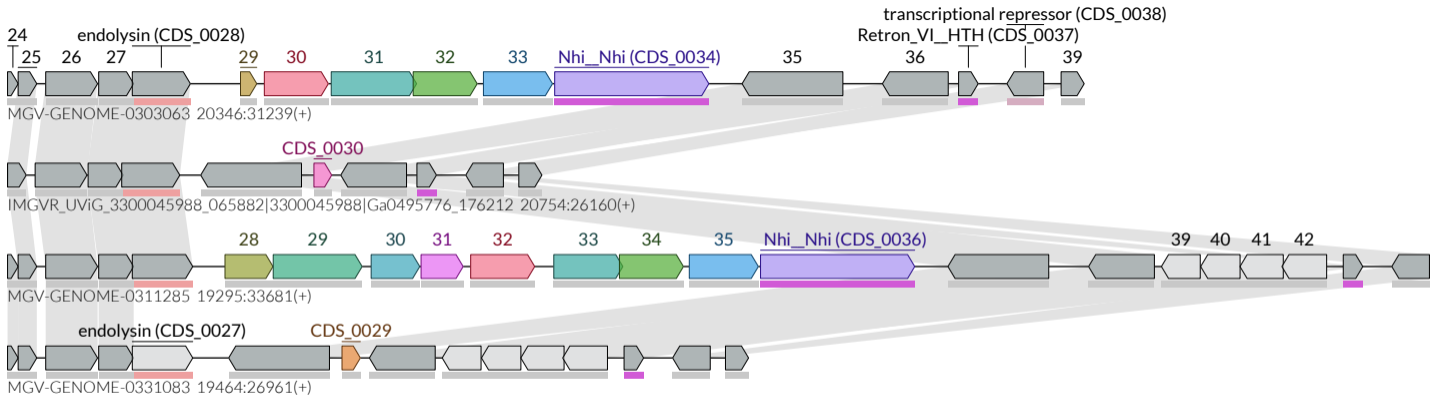 transcriptional repressor (CDS_0038)
24 endolysin (CDS_0028) Retron_VI__HTH (CDS_0037)
25 26 27 29 30 31 32 33 Nhi__Nhi (CDS_0034) 35 36 39
MGV-GENOME-0303063 20346:31239(+)
CDS_0030
IMGVR_UViG_3300045988_065882|3300045988|Ga0495776_176212 20754:26160(+)
28 29 30 31 32 33 34 35 Nhi__Nhi (CDS_0036) 39 40 41 42
MGV-GENOME-0311285 19295:33681(+)
endolysin (CDS_0027) CDS_0029
MGV-GENOME-0331083 19464:26961(+)